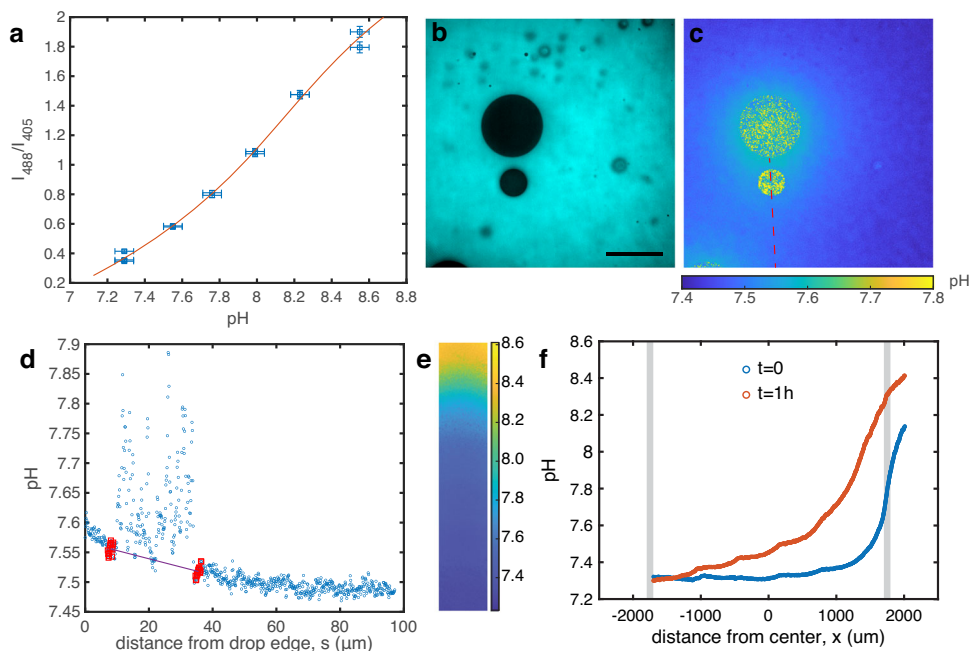 a
2
1.8
1.6
1.4
1.2
1
0.8
0.6
0.4
0.2
I488/I405
7 7.2 7.4 7.6 7.8 8 8.2 8.4 8.6 8.8
pH
b
c
pH
7.4 7.5 7.6 7.7 7.8
d
7.9
7.85
7.8
7.75
7.7
7.65
7.6
7.55
7.5
7.45
pH
0 20 40 60 80 100
distance from drop edge, s (μm)
e
8.6
8.4
8.2
8.0
7.8
7.6
7.4
f
8.6
8.4
8.2
8
7.8
7.6
7.4
7.2
pH
t=0
t=1h
-2000 -1000 0 1000 2000
distance from center, x (um)